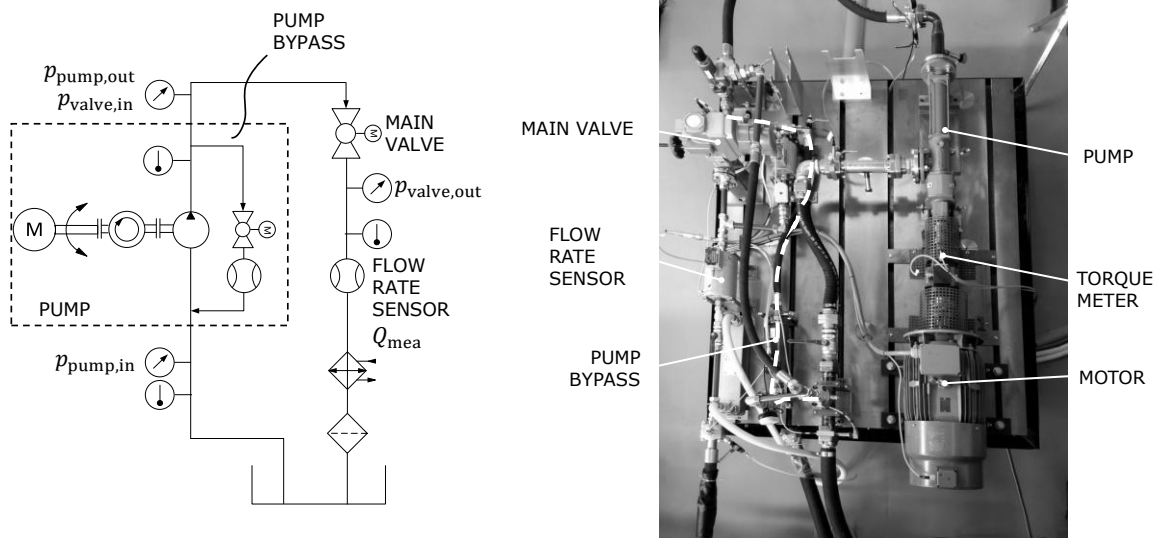 PUMP
BYPASS
p_pump,out
p_valve,in
M
MAIN
VALVE
p_valve,out
M
M
FLOW
RATE
SENSOR
Q_mea
PUMP
p_pump,in
MAIN VALVE
FLOW
RATE
SENSOR
PUMP
BYPASS
PUMP
TORQUE
METER
MOTOR